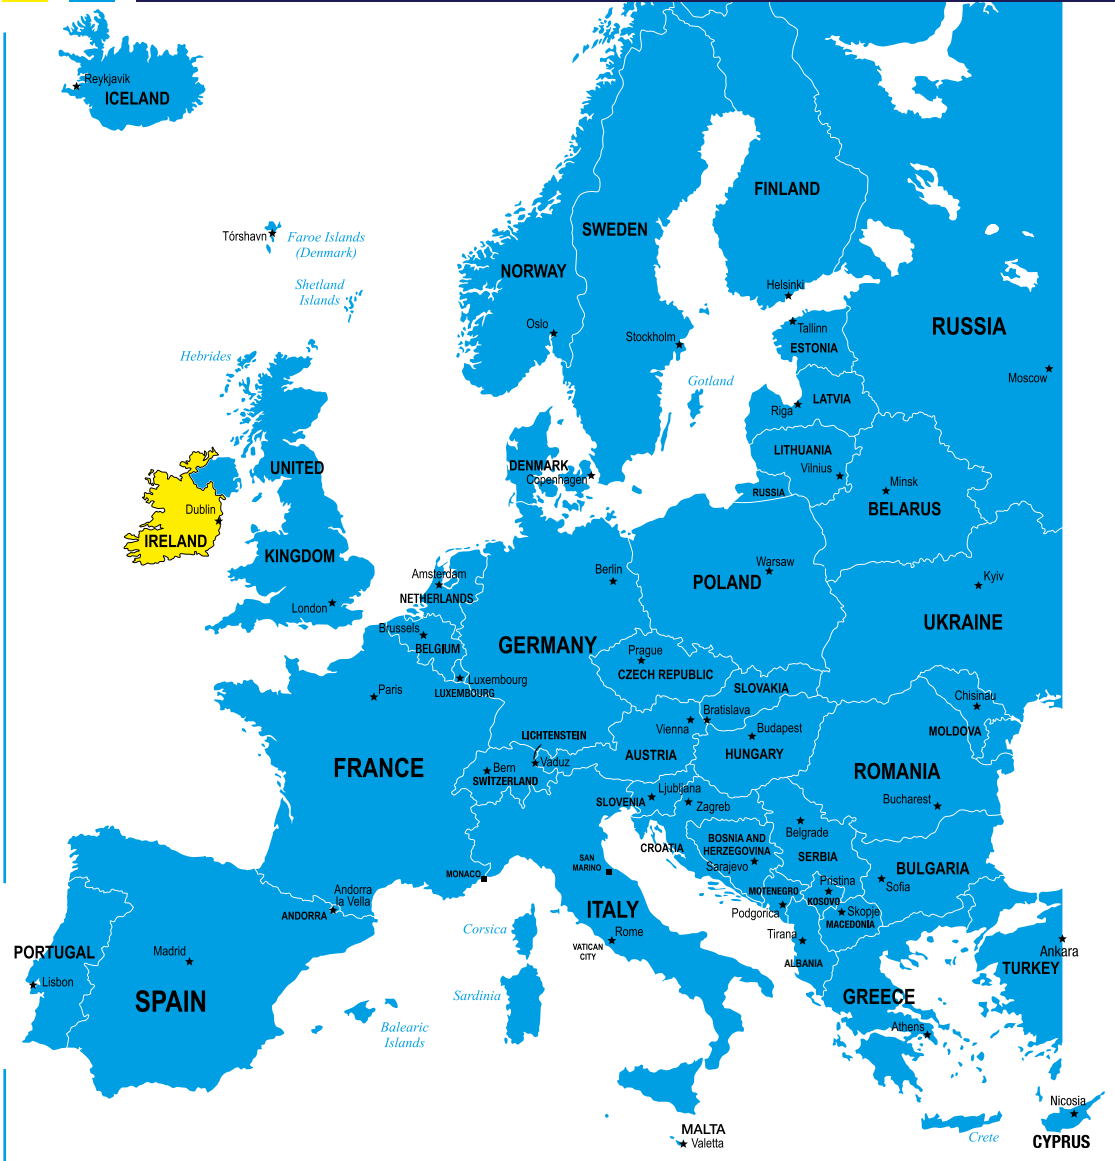 Reykjavik
ICELAND
FINLAND
SWEDEN
Tórshavn
Faroe Islands
(Denmark)
NORWAY
Shetland
Islands
Helsinki
Oslo
Stockholm
Tallinn
RUSSIA
ESTONIA
Hebrides
Moscow
Gotland
LATVIA
Riga
LITHUANIA
UNITED
DENMARK
Vilnius
Copenhagen
Minsk
RUSSIA
Dublin
BELARUS
IRELAND
KINGDOM
Warsaw
Berlin
Amsterdam
POLAND
Kyiv
NETHERLANDS
London
UKRAINE
Brussels
GERMANY
BELGIUM
Prague
CZECH REPUBLIC
Luxembourg
LUXEMBOURG
SLOVAKIA
Paris
Chisinau
Bratislava
Vienna
Budapest
MOLDOVA
LICHTENSTEIN
AUSTRIA
HUNGARY
Vaduz
FRANCE
Bern
SWITZERLAND
ROMANIA
Ljubljana
SLOVENIA
Zagreb
Bucharest
Belgrade
BOSNIA AND
HERZEGOVINA
CROATIA
SERBIA
SAN
MARINO
Sarajevo
BULGARIA
MONACO
Pristina
Sofia
Andorra
la Vella
MOTENEGRO
KOSOVO
ANDORRA
ITALY
Podgorica
Skopje
MACEDONIA
Corsica
Rome
Tirana
VATICAN
CITY
PORTUGAL
Madrid
Ankara
ALBANIA
TURKEY
Lisbon
SPAIN
Sardinia
GREECE
Balearic
Islands
Athens
Nicosia
MALTA
Valetta
Crete
CYPRUS